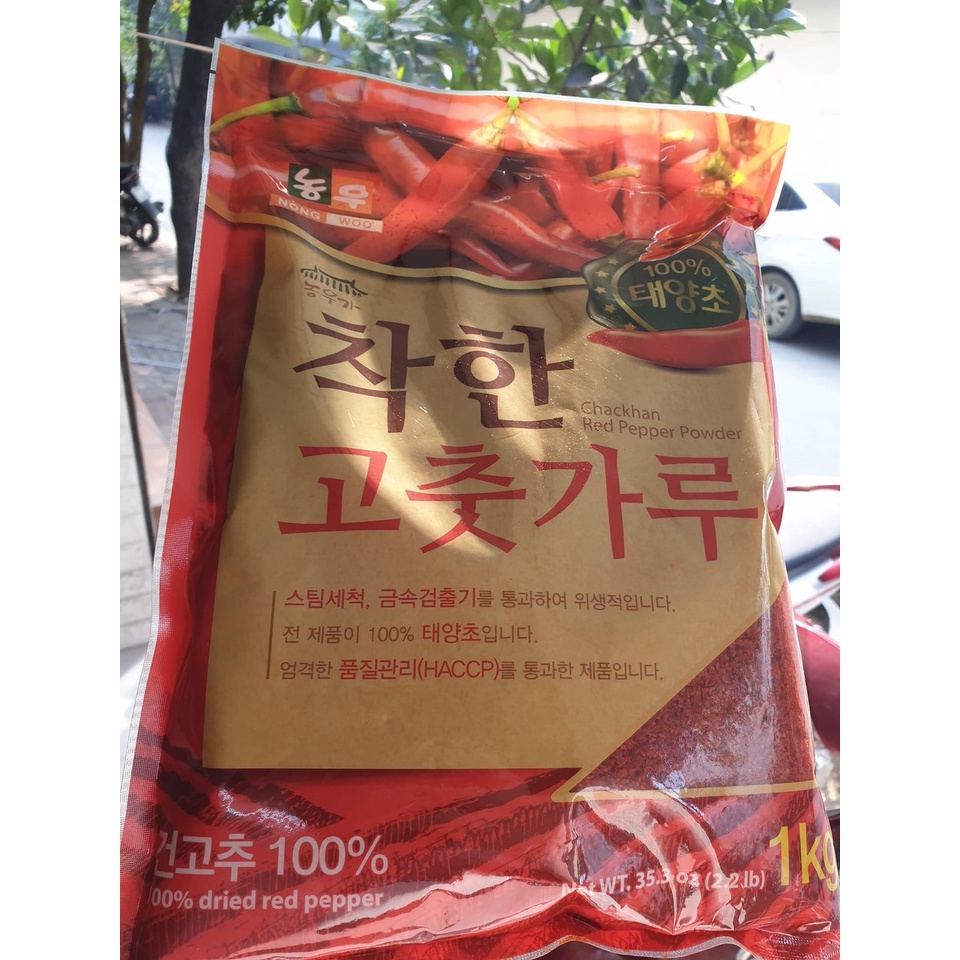 농우
NÒNG WOO
100%
태양초
농우가
착한
Chackhan
Red Pepper Powder
고춧가루
스팀세척, 금속검출기를 통과하여 위생적입니다.
전 제품이 100% 태양초입니다.
엄격한 품질관리(HACCP)를 통과한 제품입니다.
건고추 100%
100% dried red pepper
Net WT. 35.3 oz (2.2 lb)
1kg